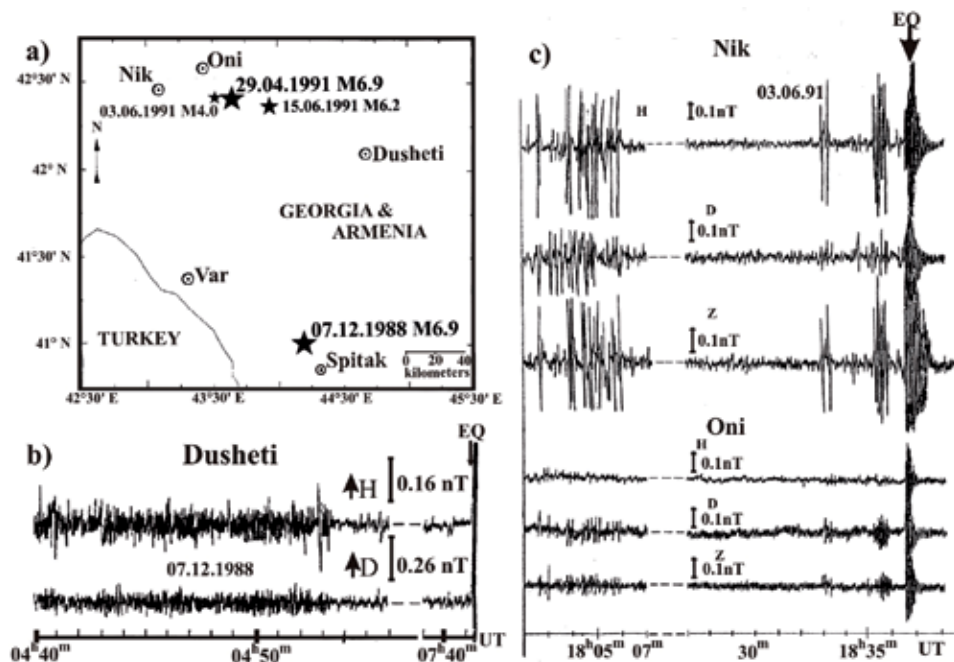 a)
42°30' N
42° N
41°30' N
41° N
42°30' E
43°30' E
44°30' E
45°30' E
N
Nik
Oni
29.04.1991 M6.9
03.06.1991 M4.0
15.06.1991 M6.2
Dusheti
GEORGIA &
ARMENIA
Var
TURKEY
07.12.1988 M6.9
Spitak
0 20 40
kilometers
b)
Dusheti
EQ
H
0.16 nT
07.12.1988
D
0.26 nT
04ʰ40ᵐ
04ʰ50ᵐ
07ʰ40ᵐ
UT
c)
Nik
EQ
03.06.91
H
0.1nT
D
0.1nT
Z
0.1nT
Oni
H
0.1nT
D
0.1nT
Z
0.1nT
18ʰ05ᵐ 07ᵐ 30ᵐ 18ʰ35ᵐ UT